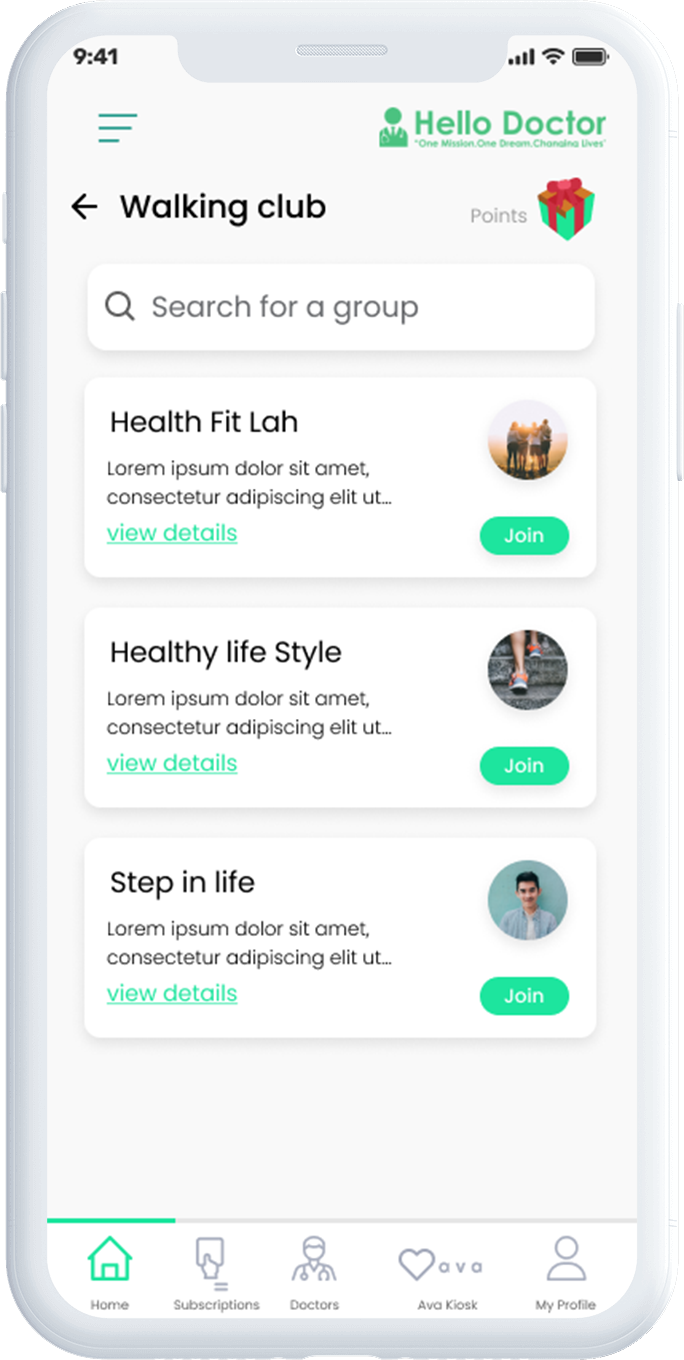 9:41
Hello Doctor
"One Mission.One Dream.Changing Lives"
Walking club
Points
Search for a group
Health Fit Lah
Lorem ipsum dolor sit amet,
consectetur adipiscing elit ut...
view details
Join
Healthy life Style
Lorem ipsum dolor sit amet,
consectetur adipiscing elit ut...
view details
Join
Step in life
Lorem ipsum dolor sit amet,
consectetur adipiscing elit ut...
view details
Join
ava
Home
Subscriptions
Doctors
Ava Kiosk
My Profile